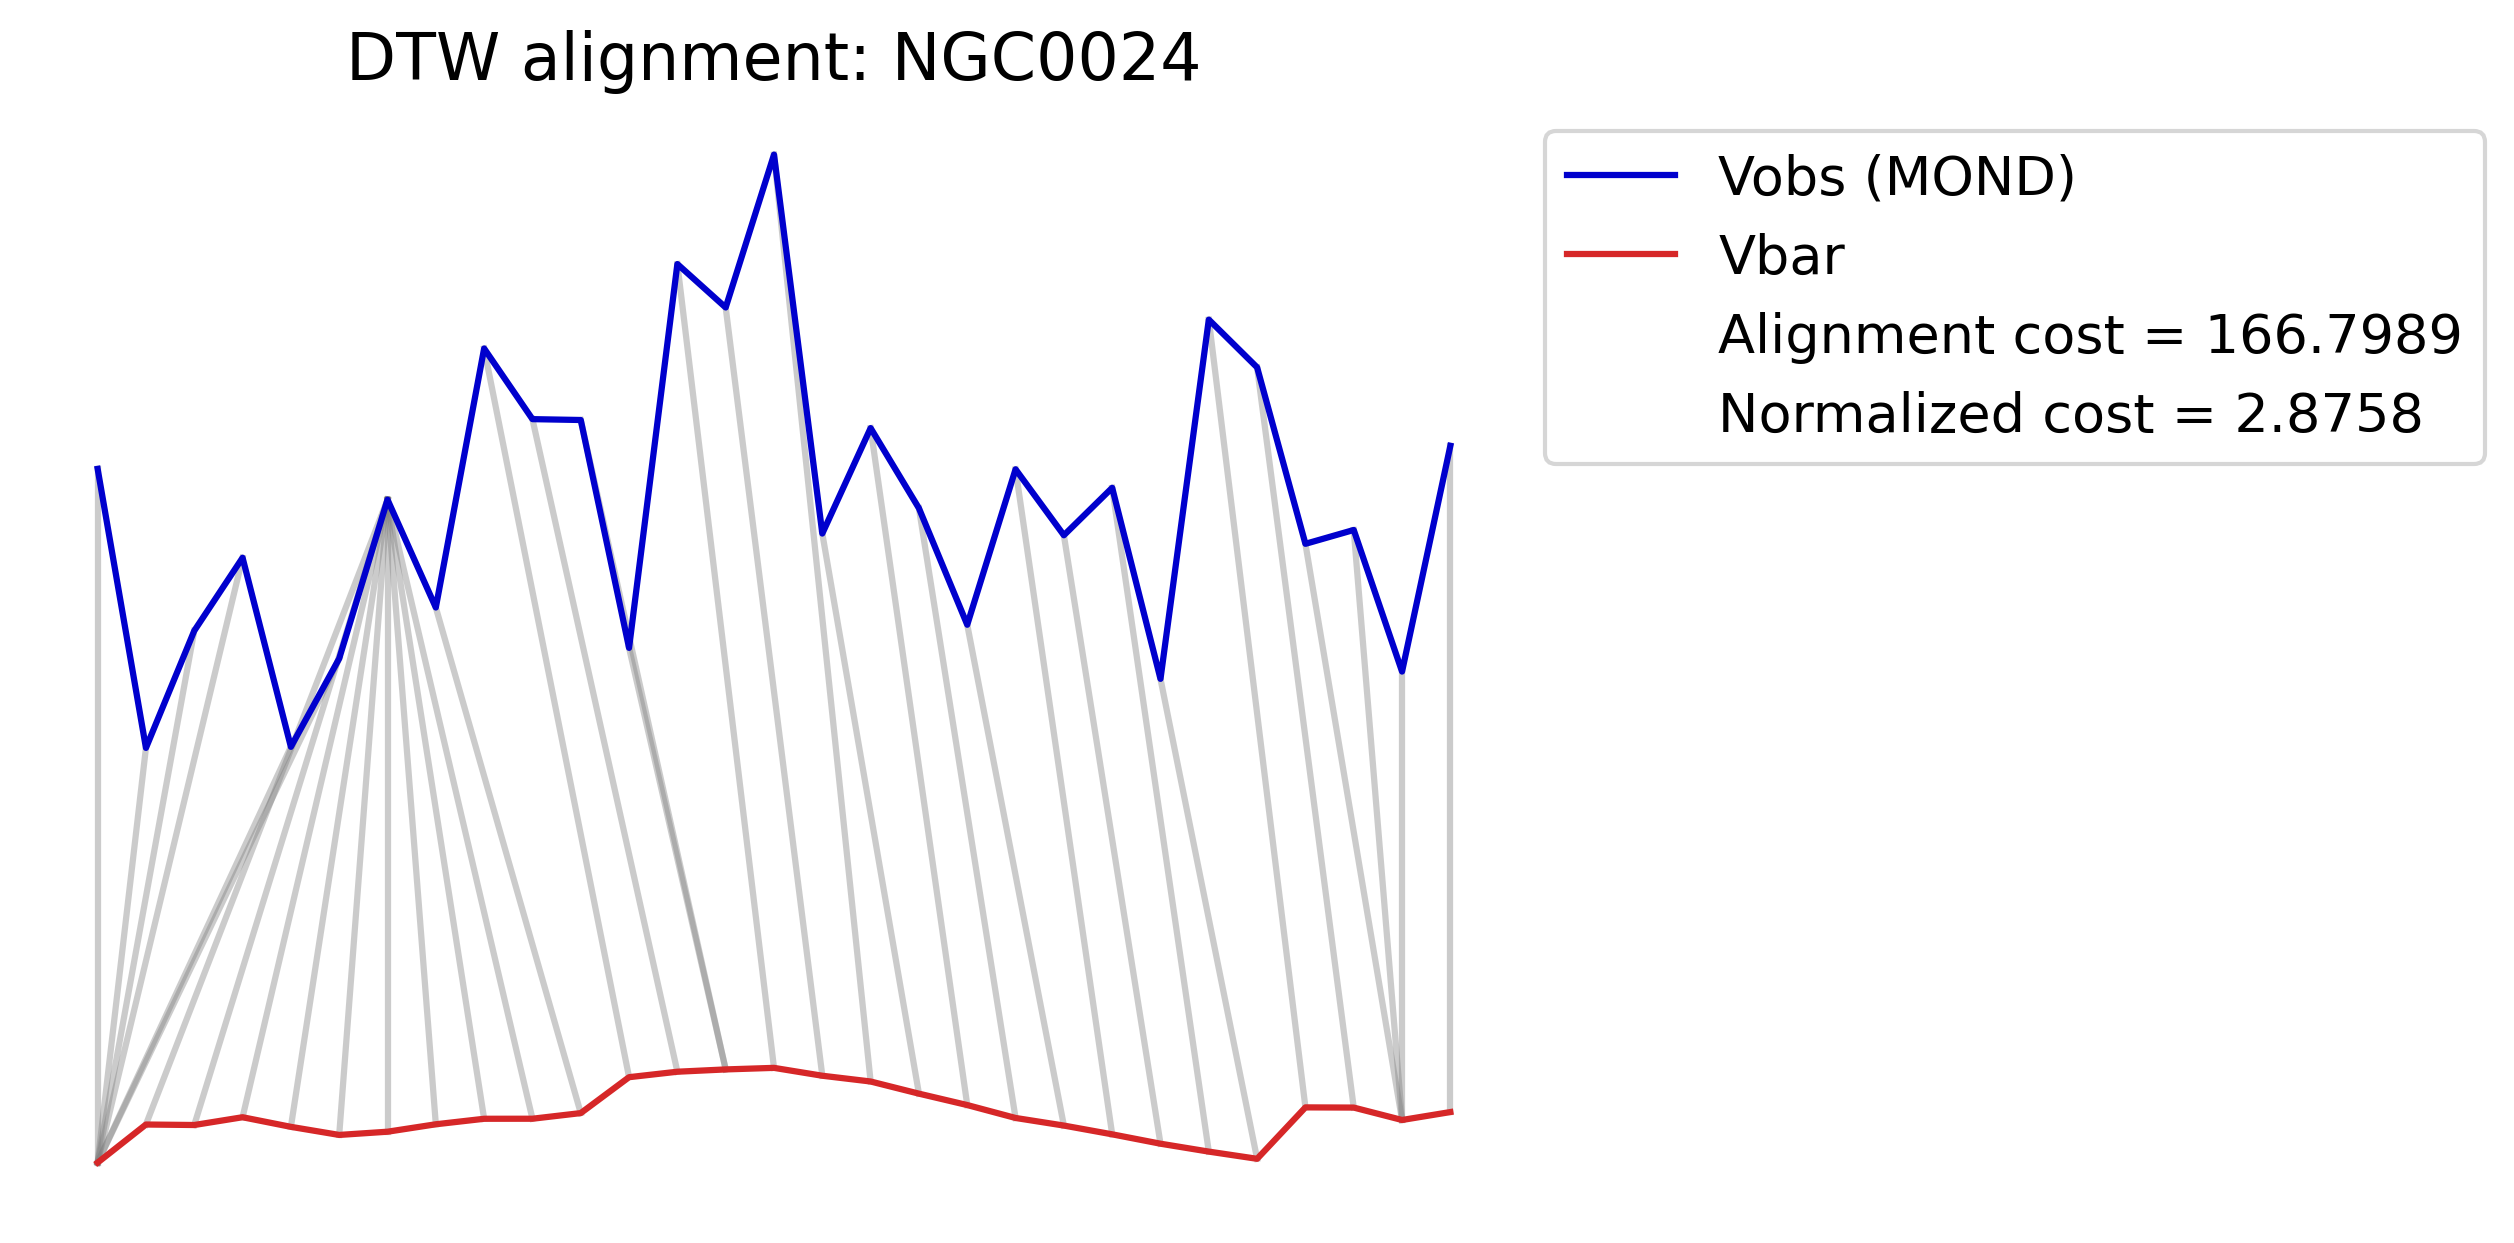 DTW alignment: NGC0024
Vobs (MOND)
Vbar
Alignment cost = 166.7989
Normalized cost = 2.8758